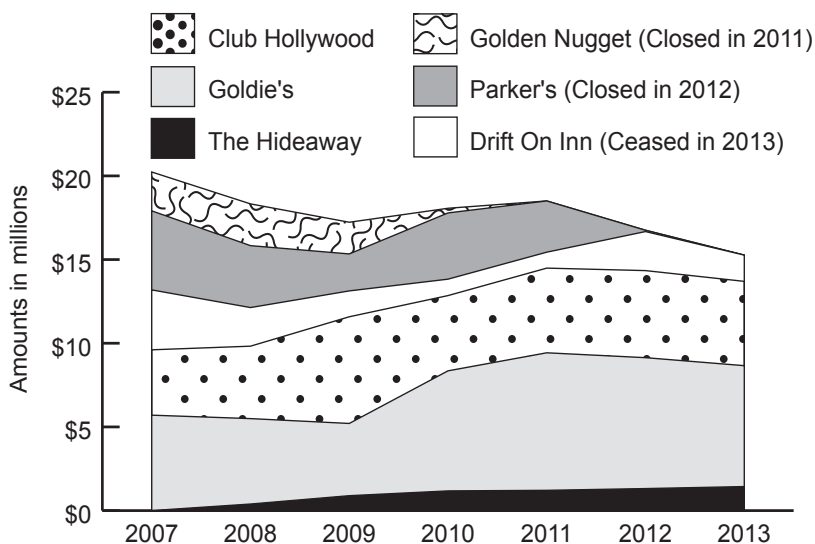 Club Hollywood
Golden Nugget (Closed in 2011)
Goldie's
Parker's (Closed in 2012)
The Hideaway
Drift On Inn (Ceased in 2013)
Amounts in millions
$25
$20
$15
$10
$5
$0
2007 2008 2009 2010 2011 2012 2013